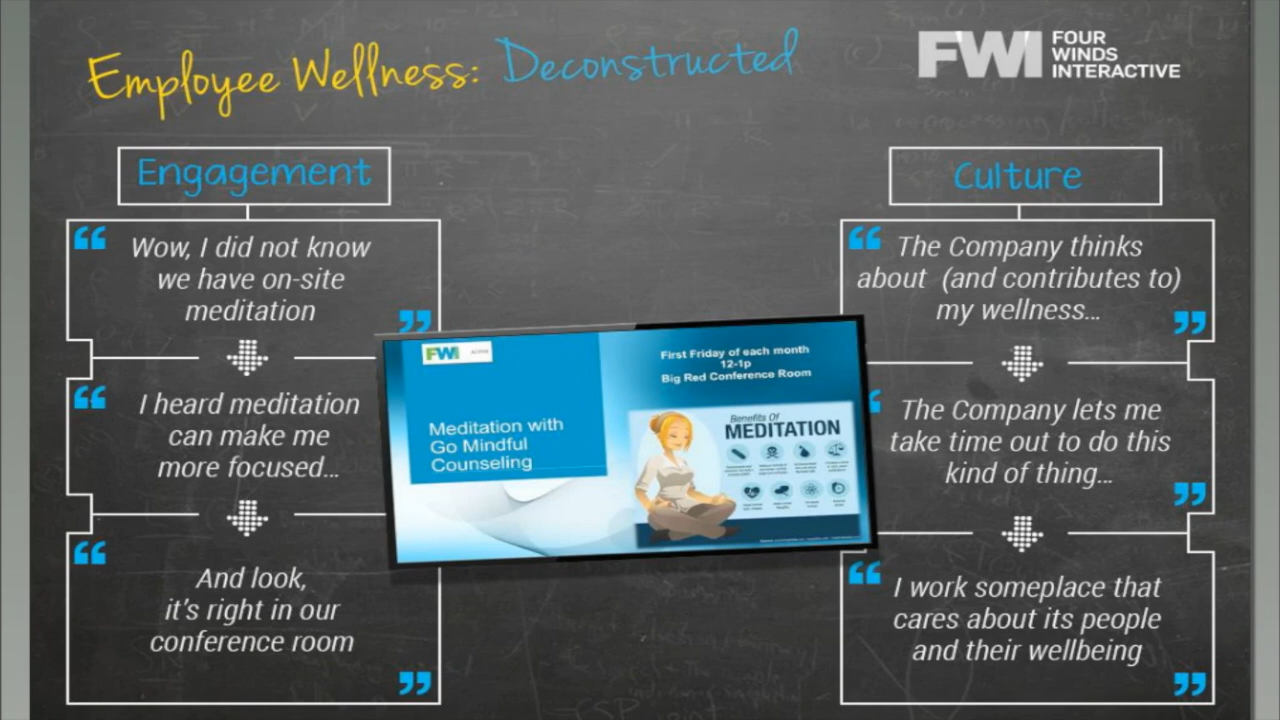 Employee Wellness: Deconstructed
FWI FOUR
WINDS
INTERACTIVE
Engagement
“ Wow, I did not know
we have on-site
meditation ”
“ I heard meditation
can make me
more focused...
“ And look,
it's right in our
conference room ”
FWI
Meditation with
Go Mindful
Counseling
First Friday of each month
12-1p
Big Red Conference Room
Benefits Of
MEDITATION
Culture
“ The Company thinks
about (and contributes to)
my wellness... ”
“ The Company lets me
take time out to do this
kind of thing... ”
“ I work someplace that
cares about its people
and their wellbeing ”